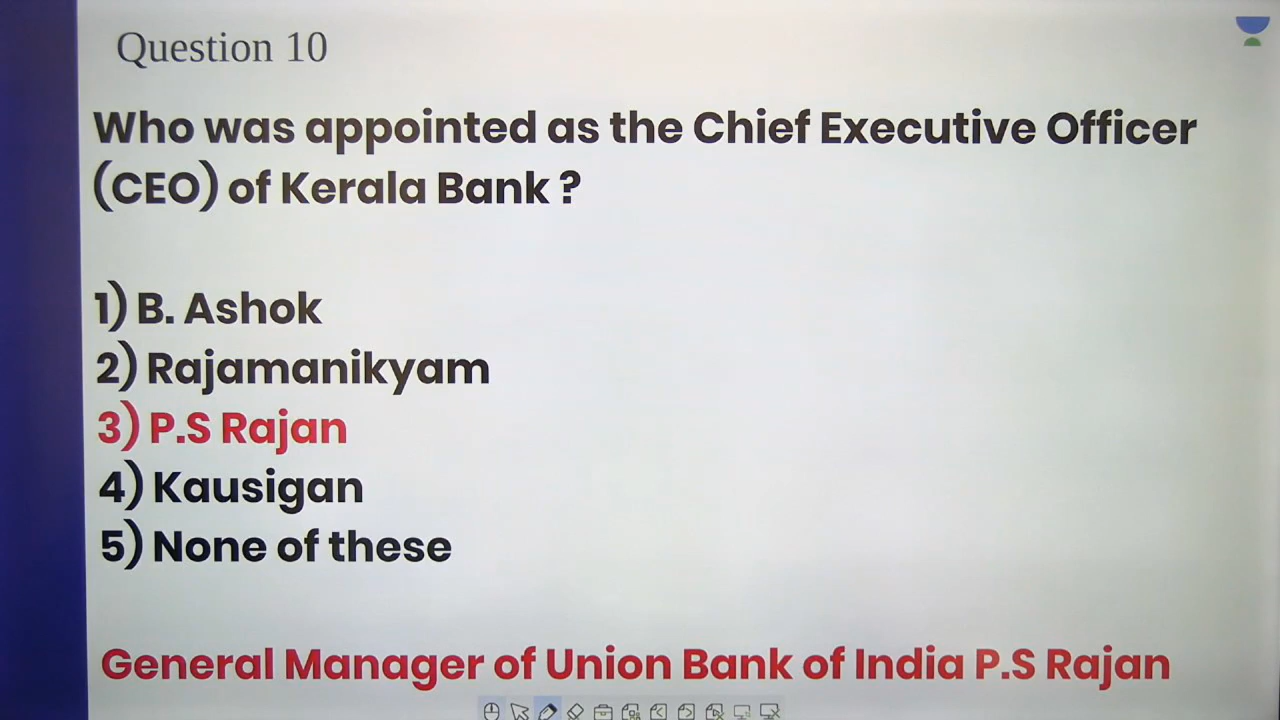 Question 10
Who was appointed as the Chief Executive Officer
(CEO) of Kerala Bank ?
1) B. Ashok
2) Rajamanikyam
3) P.S Rajan
4) Kausigan
5) None of these
General Manager of Union Bank of India P.S Rajan